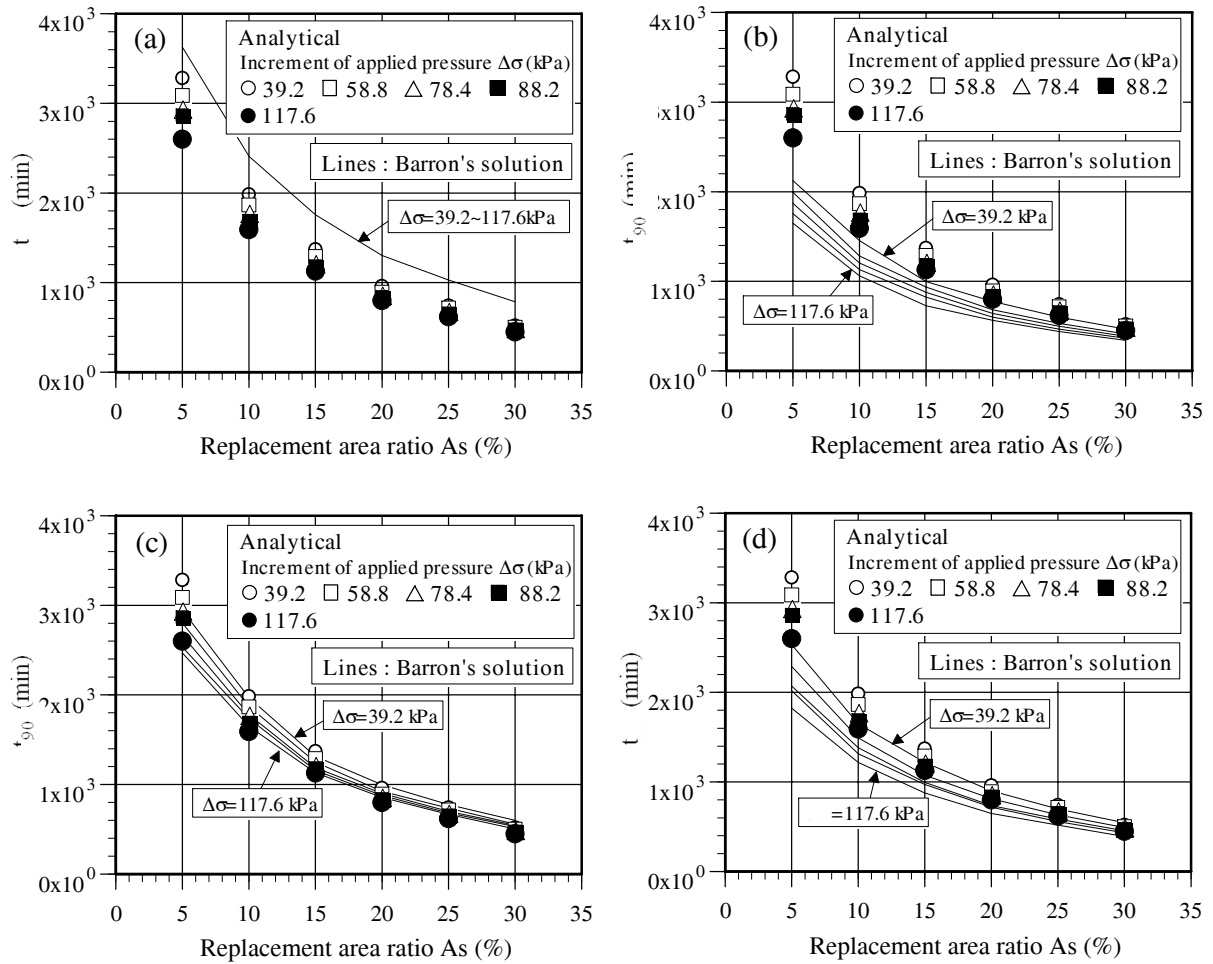 (a)
Analytical
Increment of applied pressure Δσ (kPa)
39.2 58.8 78.4 88.2
117.6
Lines : Barron's solution
Δσ=39.2~117.6kPa
4x10³
3x10³
2x10³
1x10³
0x10⁰
t (min)
0 5 10 15 20 25 30 35
Replacement area ratio As (%)
(b)
Analytical
Increment of applied pressure Δσ (kPa)
39.2 58.8 78.4 88.2
117.6
Lines : Barron's solution
Δσ=39.2 kPa
Δσ=117.6 kPa
4x10³
x10³
2x10³
1x10³
0x10⁰
t₉₀ (min)
0 5 10 15 20 25 30 35
Replacement area ratio As (%)
(c)
Analytical
Increment of applied pressure Δσ (kPa)
39.2 58.8 78.4 88.2
117.6
Lines : Barron's solution
Δσ=39.2 kPa
Δσ=117.6 kPa
4x10³
3x10³
2x10³
1x10³
0x10⁰
t₉₀ (min)
0 5 10 15 20 25 30 35
Replacement area ratio As (%)
(d)
Analytical
Increment of applied pressure Δσ (kPa)
39.2 58.8 78.4 88.2
117.6
Lines : Barron's solution
Δσ=39.2 kPa
=117.6 kPa
4x10³
3x10³
2x10³
1x10³
0x10⁰
t (min)
0 5 10 15 20 25 30 35
Replacement area ratio As (%)